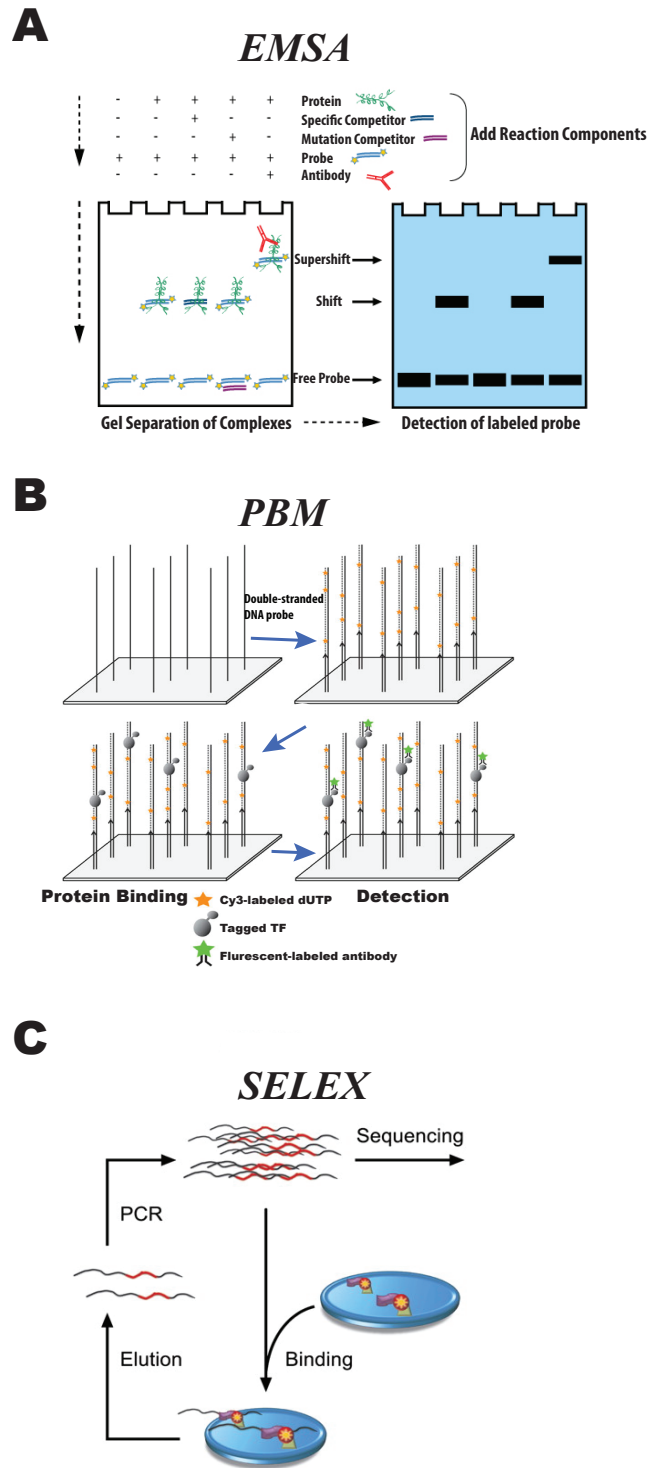 A
EMSA
- + + + + Protein
- - + - - Specific Competitor
- - - + - Mutation Competitor
+ + + + + Probe
- - - - + Antibody
Add Reaction Components
Supershift
Shift
Free Probe
Gel Separation of Complexes
Detection of labeled probe
B
PBM
Double-stranded
DNA probe
Protein Binding
Detection
Cy3-labeled dUTP
Tagged TF
Flurescent-labeled antibody
C
SELEX
Sequencing
PCR
Elution
Binding